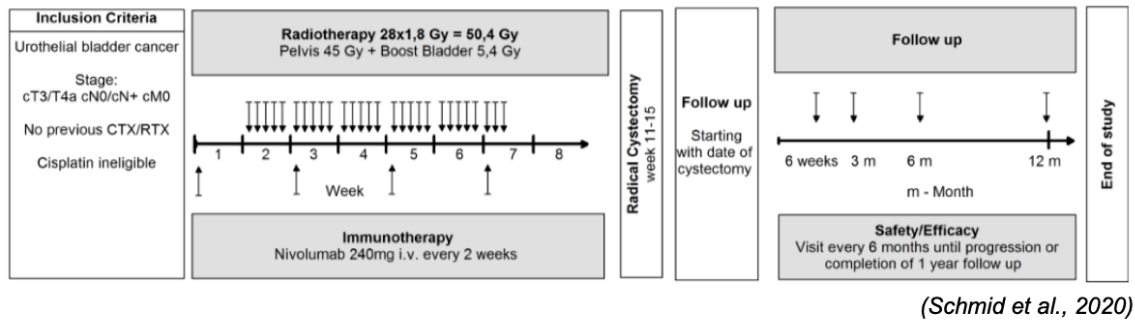 Inclusion Criteria
Urothelial bladder cancer
Stage:
cT3/T4a cN0/cN+ cM0
No previous CTX/RTX
Cisplatin ineligible
Radiotherapy 28x1,8 Gy = 50,4 Gy
Pelvis 45 Gy + Boost Bladder 5,4 Gy
1 2 3 4 5 6 7 8
Week
Immunotherapy
Nivolumab 240mg i.v. every 2 weeks
Radical Cystectomy
week 11-15
Follow up
Starting
with date of
cystectomy
Follow up
6 weeks 3 m 6 m 12 m
m - Month
Safety/Efficacy
Visit every 6 months until progression or
completion of 1 year follow up
End of study
(Schmid et al., 2020)